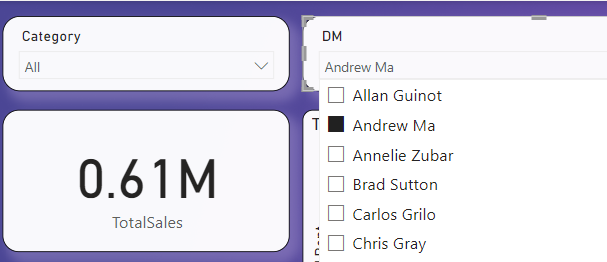 Category
All
DM
Andrew Ma
Allan Guinot
Andrew Ma
Annelie Zubar
Brad Sutton
Carlos Grilo
Chris Gray
0.61M
TotalSales